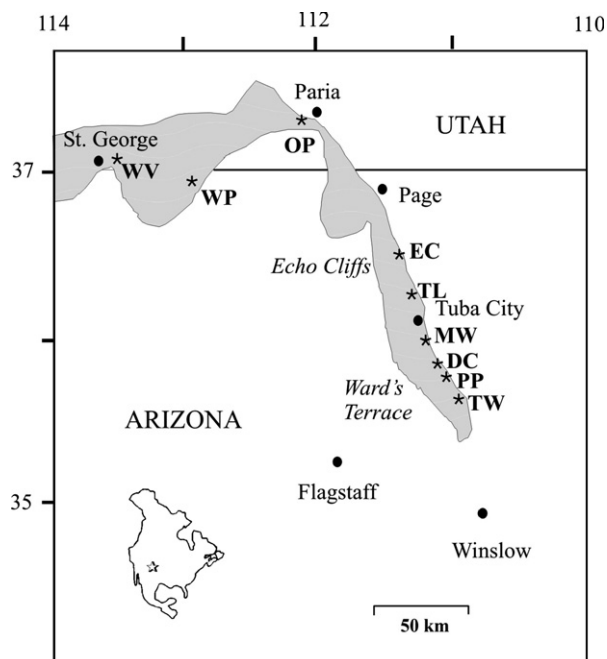 114
112
110
Paria
UTAH
St. George
OP
37
WV
WP
Page
EC
Echo Cliffs
TL
Tuba City
MW
DC
PP
Ward's
Terrace
TW
ARIZONA
35
Flagstaff
Winslow
50 km